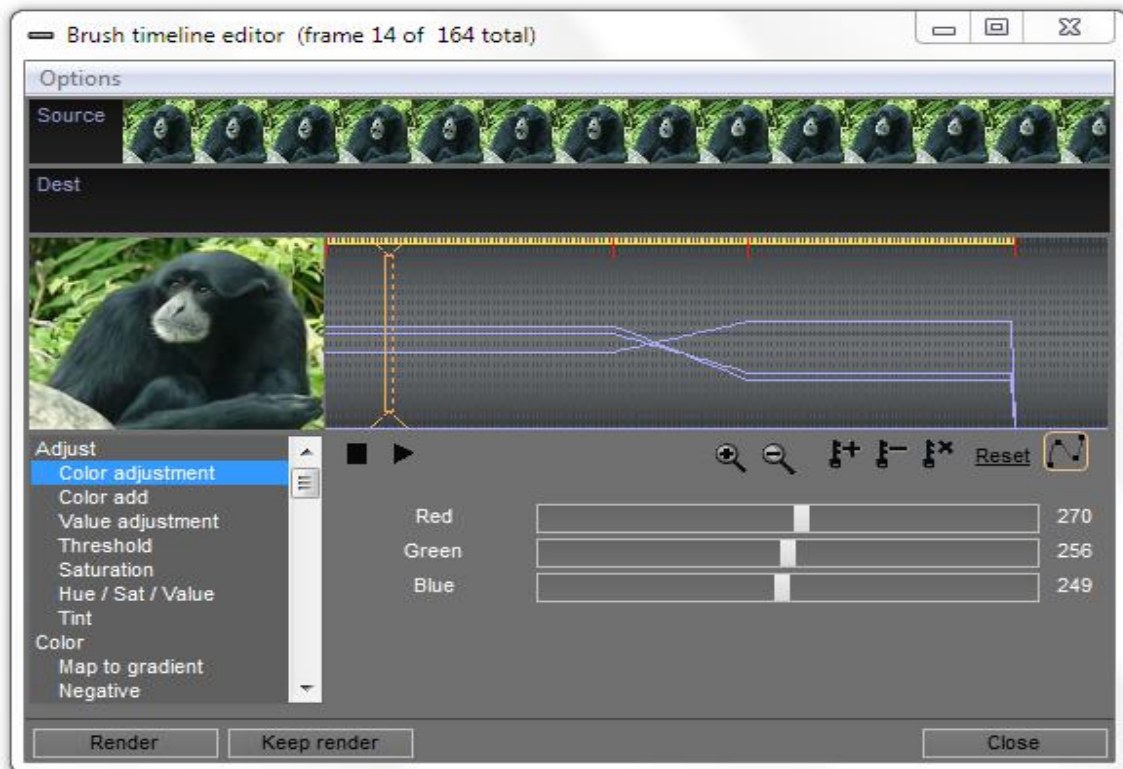 Brush timeline editor (frame 14 of 164 total)
Options
Source
Dest
Adjust
Color adjustment
Color add
Value adjustment
Threshold
Saturation
Hue / Sat / Value
Tint
Color
Map to gradient
Negative
Reset
Red 270
Green 256
Blue 249
Render Keep render Close